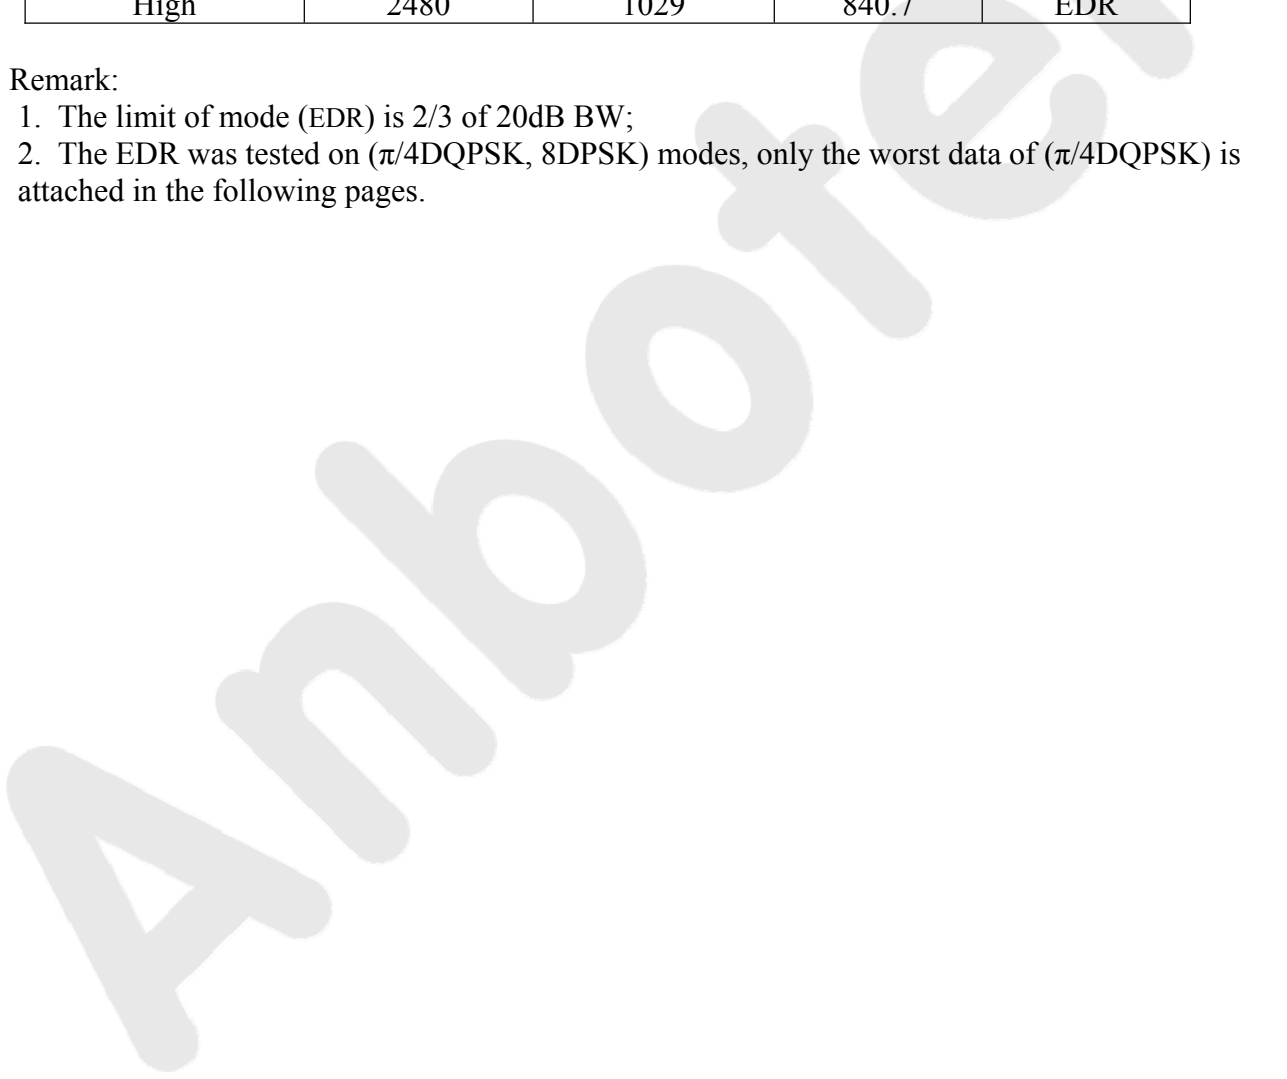 High 2480 1029 840.7 EDR
Remark:
1. The limit of mode (EDR) is 2/3 of 20dB BW;
2. The EDR was tested on (π/4DQPSK, 8DPSK) modes, only the worst data of (π/4DQPSK) is
attached in the following pages.
Anbote